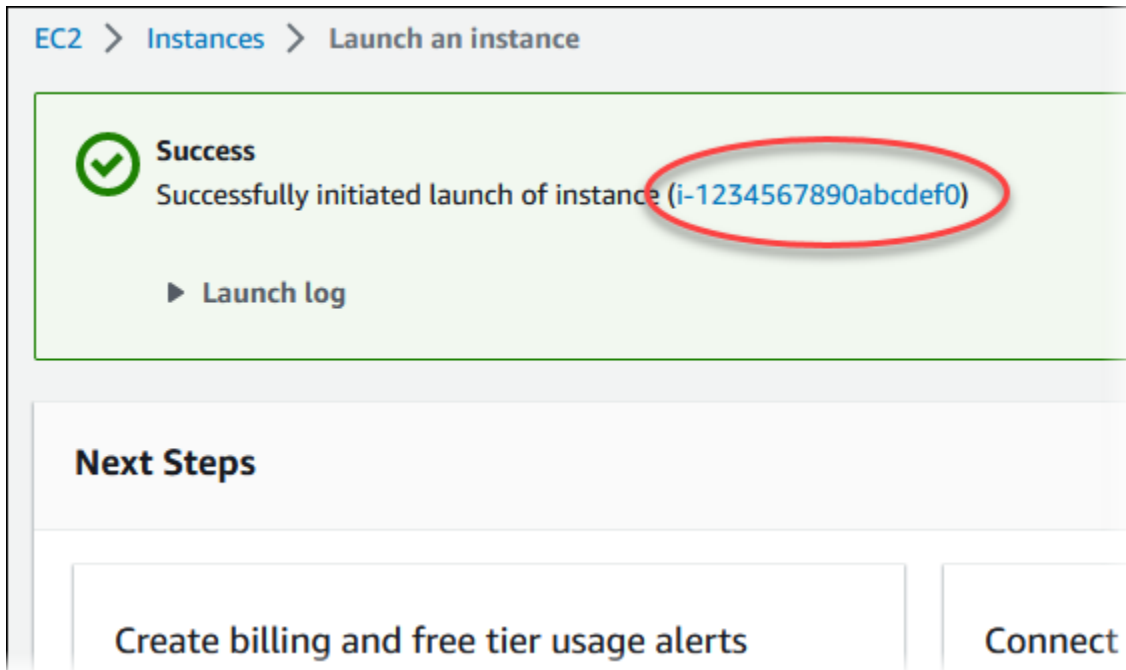 EC2 > Instances > Launch an instance
Success
Successfully initiated launch of instance (i-1234567890abcdef0)
▶ Launch log
Next Steps
Create billing and free tier usage alerts
Connect